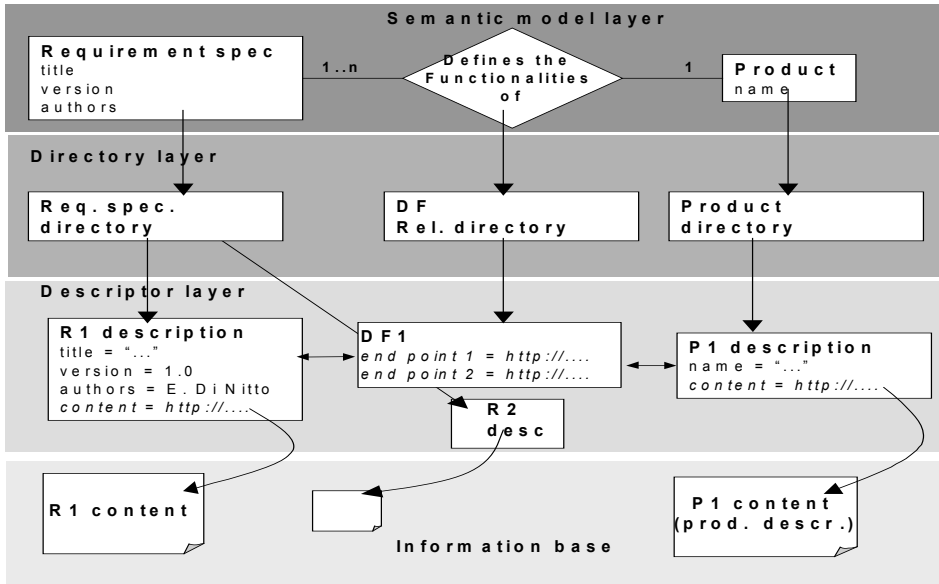 Semantic model layer
Requirement spec
title
version
authors
1..n
Defines the
Functionalities
of
1
Product
name
Directory layer
Req. spec.
directory
DF
Rel. directory
Product
directory
Descriptor layer
R1 description
title = “...”
version = 1.0
authors = E. DiNitto
content = http://....
DF1
end point 1 = http://....
end point 2 = http://....
P1 description
name = “...”
content = http://....
R2
desc
R1 content
P1 content
(prod. descr.)
Information base